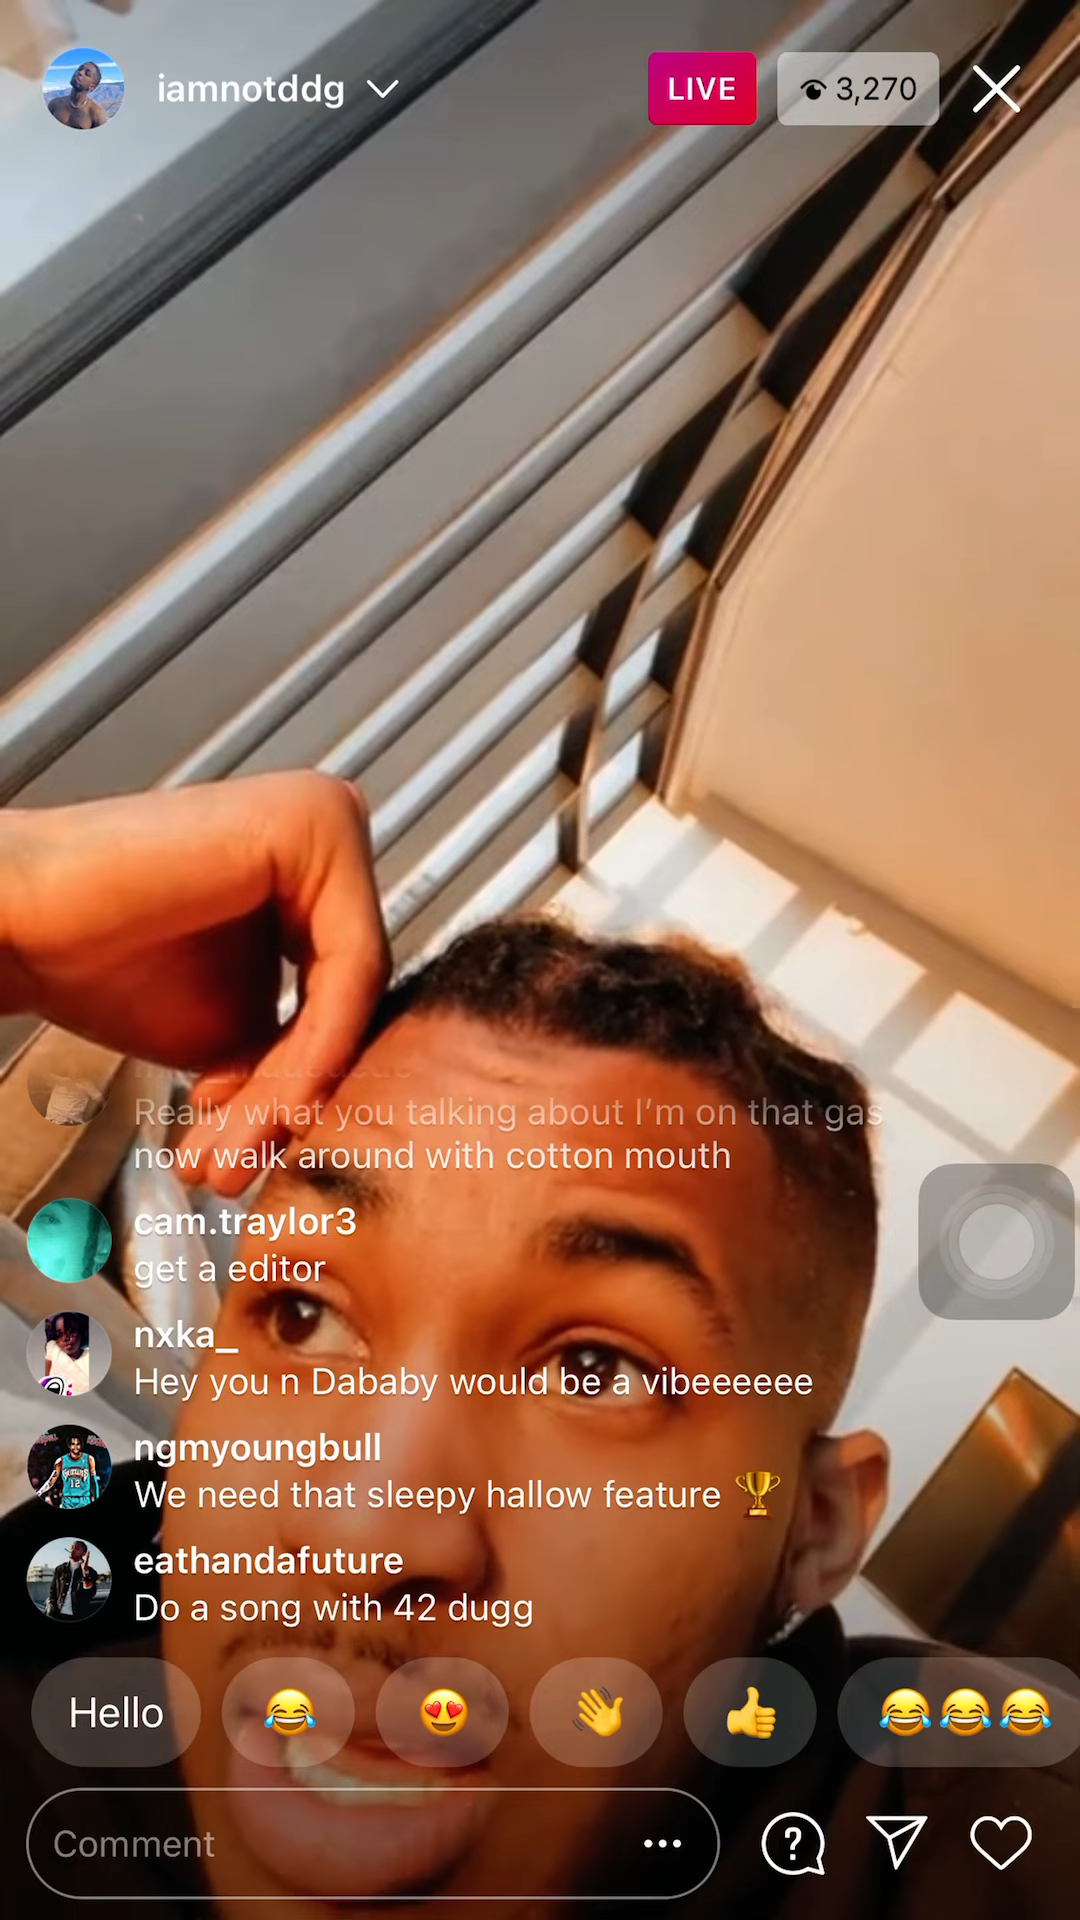 iamnotddg
LIVE
3,270
Really what you talking about I'm on that gas
now walk around with cotton mouth
cam.traylor3
get a editor
nxka_
Hey you n Dababy would be a vibeeeeee
ngmyoungbull
We need that sleepy hallow feature 🏆
eathandafuture
Do a song with 42 dugg
Hello 😂 😍 👋 👍 😂😂😂
Comment